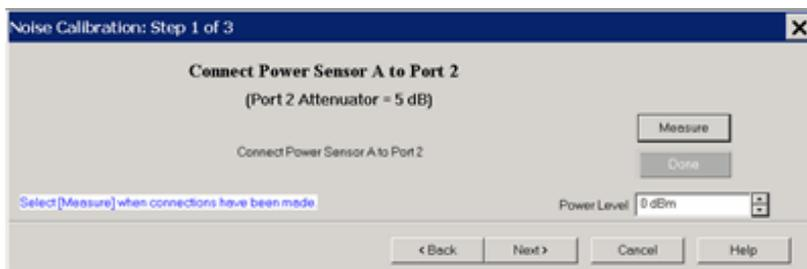 Noise Calibration: Step 1 of 3
Connect Power Sensor A to Port 2
(Port 2 Attenuator = 5 dB)
Measure
Connect Power Sensor A to Port 2
Done
Select [Measure] when connections have been made.
Power Level 0 dBm
< Back Next > Cancel Help